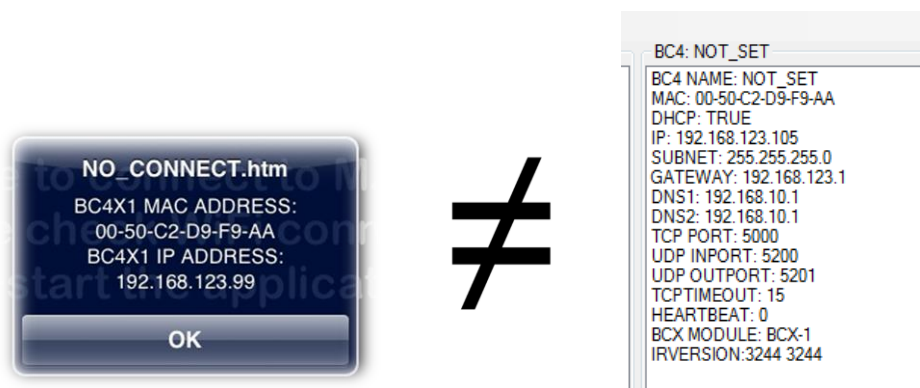 NO_CONNECT.htm
BC4X1 MAC ADDRESS:
00-50-C2-D9-F9-AA
BC4X1 IP ADDRESS:
192.168.123.99
OK
≠
BC4: NOT_SET
BC4 NAME: NOT_SET
MAC: 00-50-C2-D9-F9-AA
DHCP: TRUE
IP: 192.168.123.105
SUBNET: 255.255.255.0
GATEWAY: 192.168.123.1
DNS1: 192.168.10.1
DNS2: 192.168.10.1
TCP PORT: 5000
UDP INPORT: 5200
UDP OUTPORT: 5201
TCPTIMEOUT: 15
HEARTBEAT: 0
BCX MODULE: BCX-1
IRVERSION:3244 3244